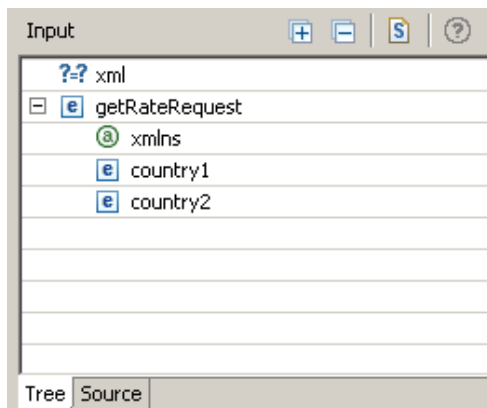 Input S ?
?=? xml
e getRateRequest
a xmlns
e country1
e country2
Tree Source